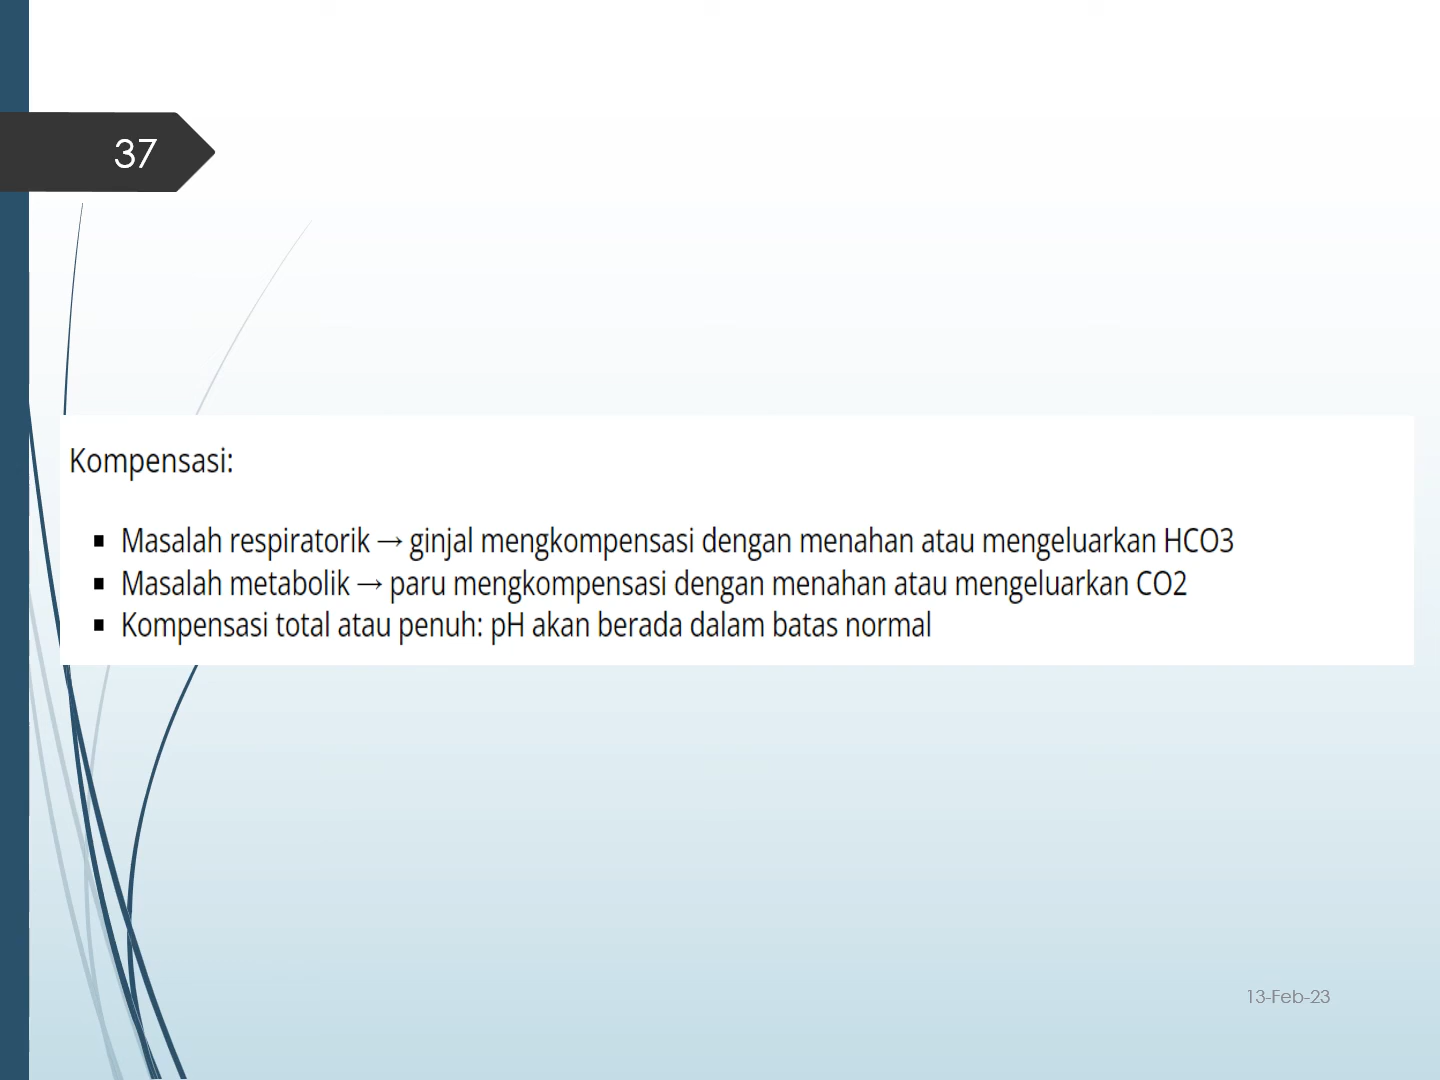 37
Kompensasi:
▪ Masalah respiratorik → ginjal mengkompensasi dengan menahan atau mengeluarkan HCO3
▪ Masalah metabolik → paru mengkompensasi dengan menahan atau mengeluarkan CO2
▪ Kompensasi total atau penuh: pH akan berada dalam batas normal
13-Feb-23